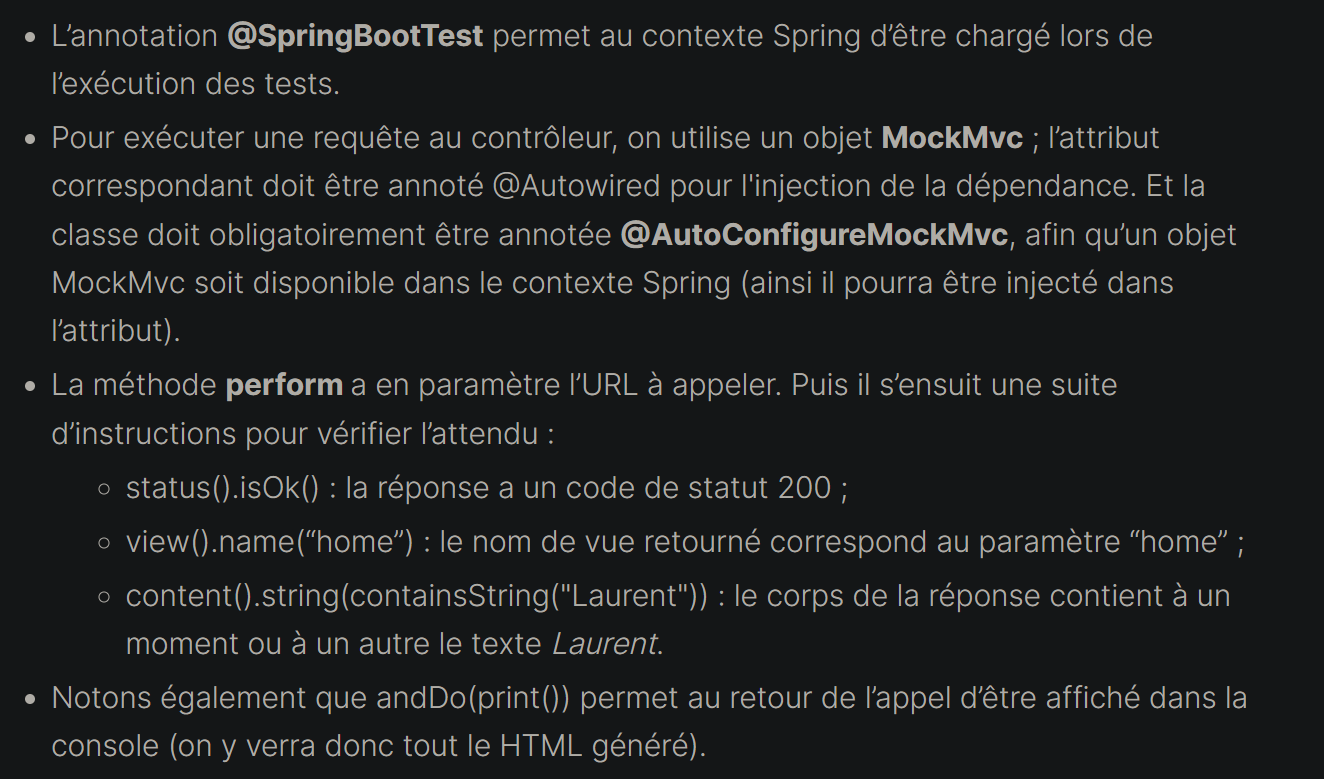 • L’annotation @SpringBootTest permet au contexte Spring d’être chargé lors de
l’exécution des tests.
• Pour exécuter une requête au contrôleur, on utilise un objet MockMvc ; l’attribut
correspondant doit être annoté @Autowired pour l'injection de la dépendance. Et la
classe doit obligatoirement être annotée @AutoConfigureMockMvc, afin qu’un objet
MockMvc soit disponible dans le contexte Spring (ainsi il pourra être injecté dans
l’attribut).
• La méthode perform a en paramètre l’URL à appeler. Puis il s’ensuit une suite
d’instructions pour vérifier l’attendu :
○ status().isOk() : la réponse a un code de statut 200 ;
○ view().name(“home”) : le nom de vue retourné correspond au paramètre “home” ;
○ content().string(containsString("Laurent")) : le corps de la réponse contient à un
moment ou à un autre le texte Laurent.
• Notons également que andDo(print()) permet au retour de l’appel d’être affiché dans la
console (on y verra donc tout le HTML généré).